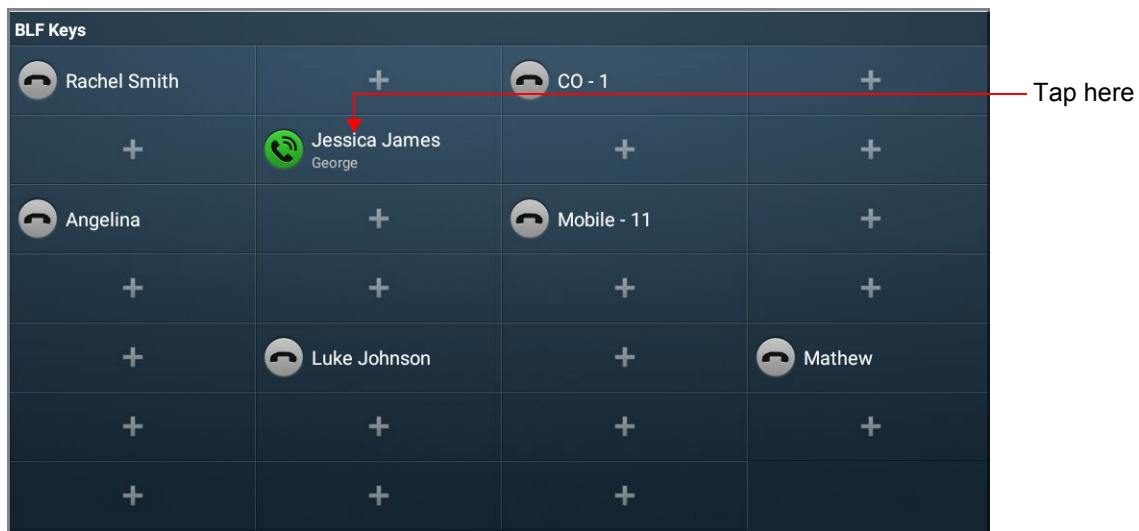 BLF Keys
Rachel Smith
+
CO - 1
+
Tap here
+
Jessica James
George
+
+
Angelina
+
Mobile - 11
+
+
+
+
+
+
Luke Johnson
+
Mathew
+
+
+
+
+
+
+